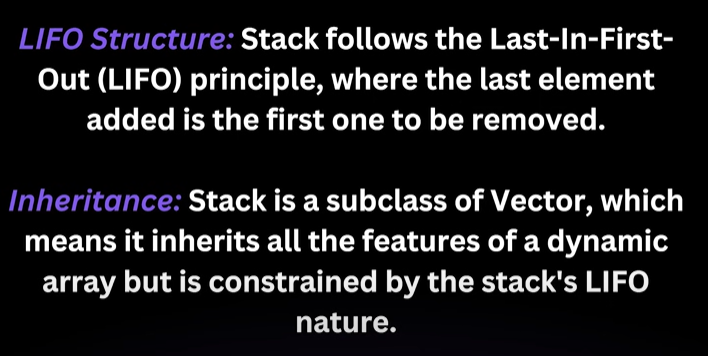 LIFO Structure: Stack follows the Last-In-First-
Out (LIFO) principle, where the last element
added is the first one to be removed.
Inheritance: Stack is a subclass of Vector, which
means it inherits all the features of a dynamic
array but is constrained by the stack's LIFO
nature.